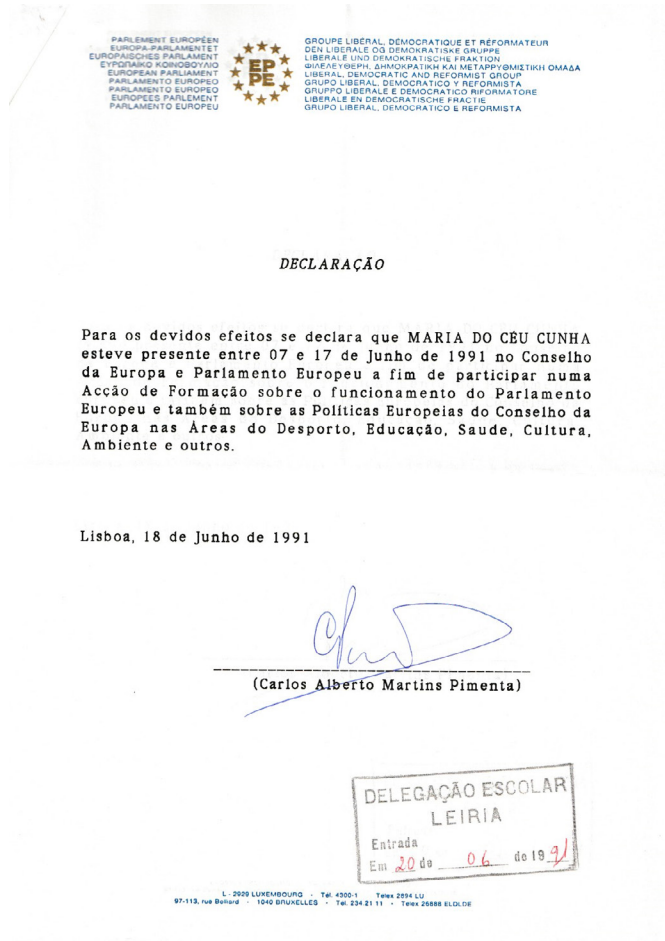 PARLEMENT EUROPÉEN
EUROPA-PARLAMENTET
EUROPÄISCHES PARLAMENT
ΕΥΡΩΠΑΪΚΟ ΚΟΙΝΟΒΟΥΛΙΟ
EUROPEAN PARLIAMENT
PARLAMENTO EUROPEO
PARLAMENTO EUROPEO
EUROPEES PARLEMENT
PARLAMENTO EUROPEU
EP
PE
GROUPE LIBÉRAL, DÉMOCRATIQUE ET RÉFORMATEUR
DEN LIBERALE OG DEMOKRATISKE GRUPPE
LIBERALE UND DEMOKRATISCHE FRAKTION
ΦΙΛΕΛΕΥΘΕΡΗ, ΔΗΜΟΚΡΑΤΙΚΗ ΚΑΙ ΜΕΤΑΡΡΥΘΜΙΣΤΙΚΗ ΟΜΑΔΑ
LIBERAL, DEMOCRATIC AND REFORMIST GROUP
GRUPO LIBERAL, DEMOCRATICO Y REFORMISTA
GRUPPO LIBERALE E DEMOCRATICO RIFORMATORE
LIBERALE EN DEMOCRATISCHE FRACTIE
GRUPO LIBERAL, DEMOCRATICO E REFORMISTA
DECLARAÇÃO
Para os devidos efeitos se declara que MARIA DO CÉU CUNHA
esteve presente entre 07 e 17 de Junho de 1991 no Conselho
da Europa e Parlamento Europeu a fim de participar numa
Acção de Formação sobre o funcionamento do Parlamento
Europeu e também sobre as Políticas Europeias do Conselho da
Europa nas Áreas do Desporto, Educação, Saude, Cultura,
Ambiente e outros.
Lisboa, 18 de Junho de 1991
(Carlos Alberto Martins Pimenta)
DELEGAÇÃO ESCOLAR
LEIRIA
Entrada
Em 20 de 06 de 1991
L - 2929 LUXEMBOURG - Tél. 4300-1 Telex 2894 LU
97-113, rue Belliard - 1040 BRUXELLES - Tél. 234.21 11 - Telex 25888 ELDLDE